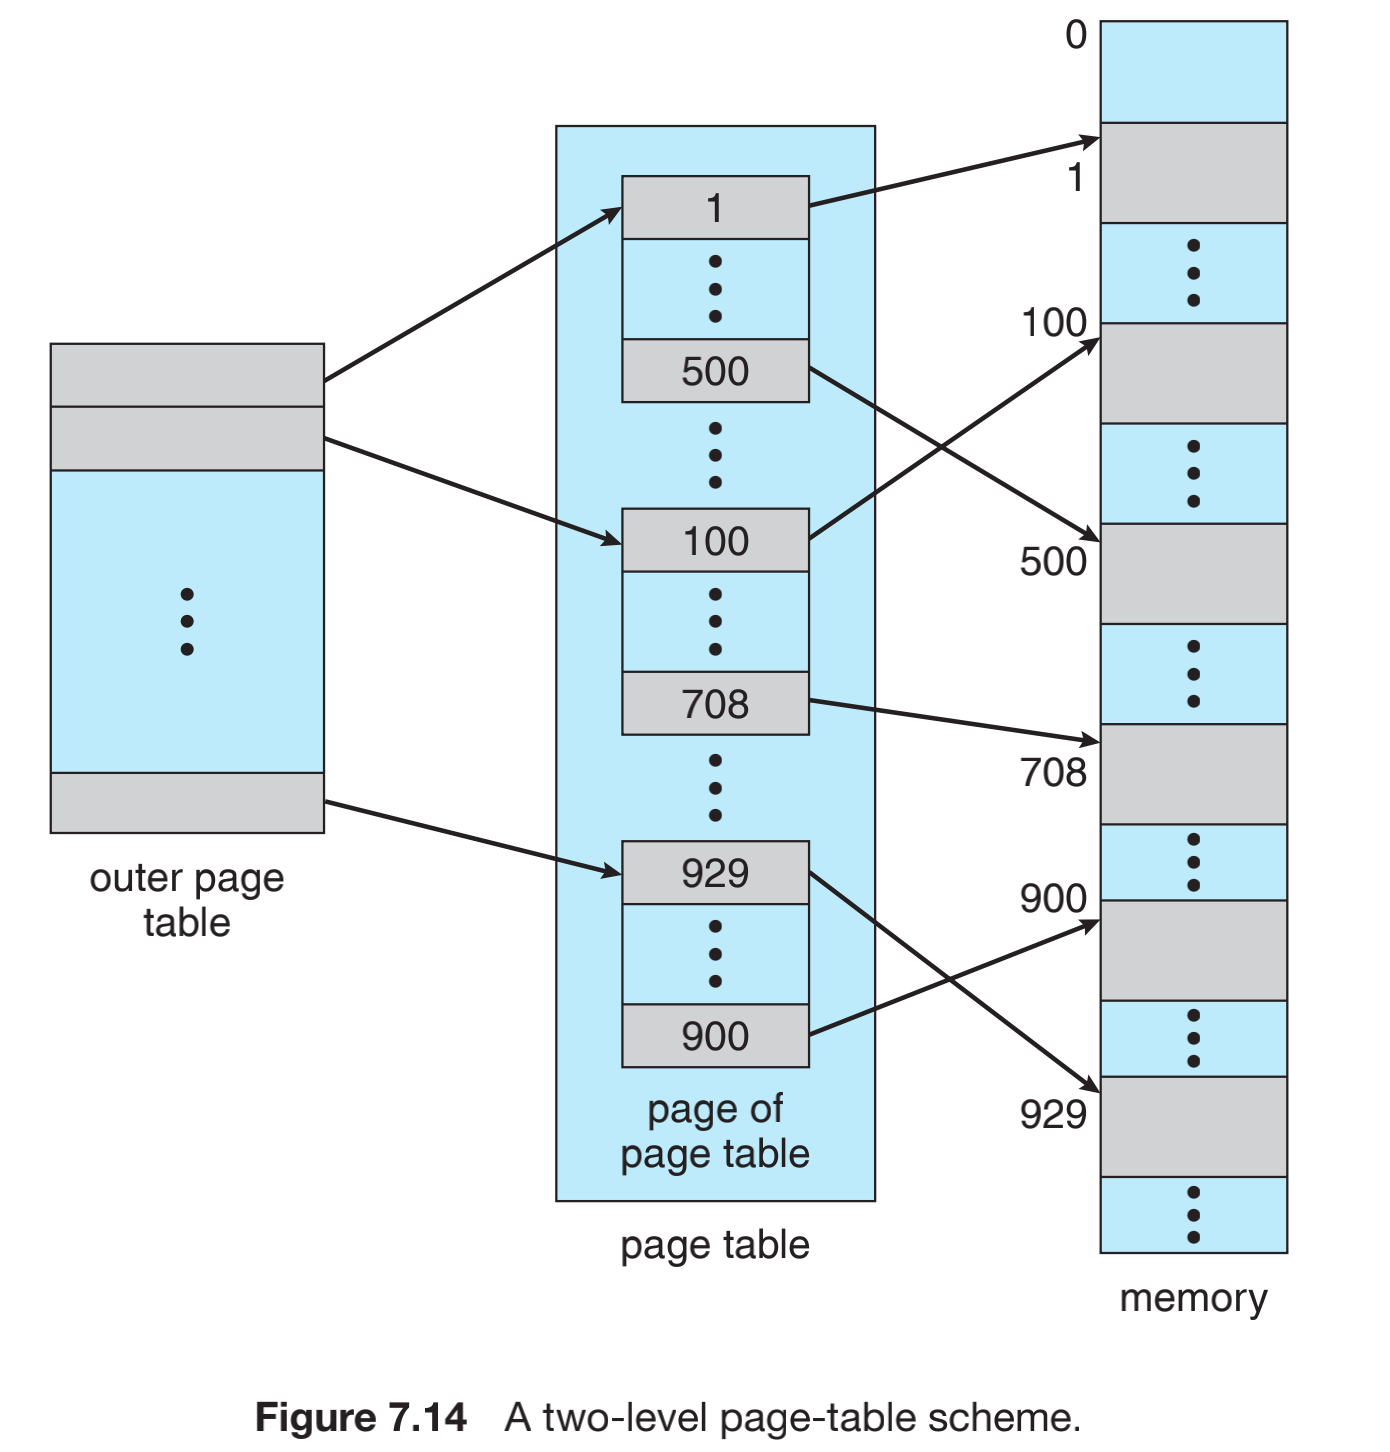 0
1
1
100
500
500
100
708
708
929
900
900
929
outer page
table
page of
page table
page table
memory
Figure 7.14 A two-level page-table scheme.